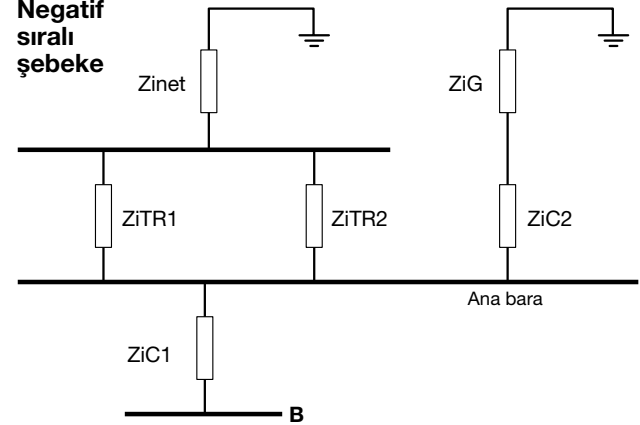 Negatif
sıralı
şebeke
Zinet
ZiG
ZiTR1
ZiTR2
ZiC2
Ana bara
ZiC1
B